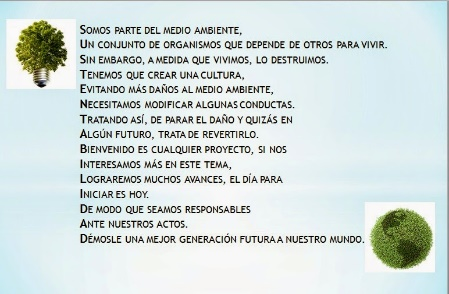 Somos parte del medio ambiente,
Un conjunto de organismos que depende de otros para vivir.
Sin embargo, a medida que vivimos, lo destruimos.
Tenemos que crear una cultura,
Evitando más daños al medio ambiente,
Necesitamos modificar algunas conductas.
Tratando así, de parar el daño y quizás en
Algún futuro, trata de revertirlo.
Bienvenido es cualquier proyecto, si nos
Interesamos más en este tema,
Lograremos muchos avances, el día para
Iniciar es hoy.
De modo que seamos responsables
Ante nuestros actos.
Démosle una mejor generación futura a nuestro mundo.